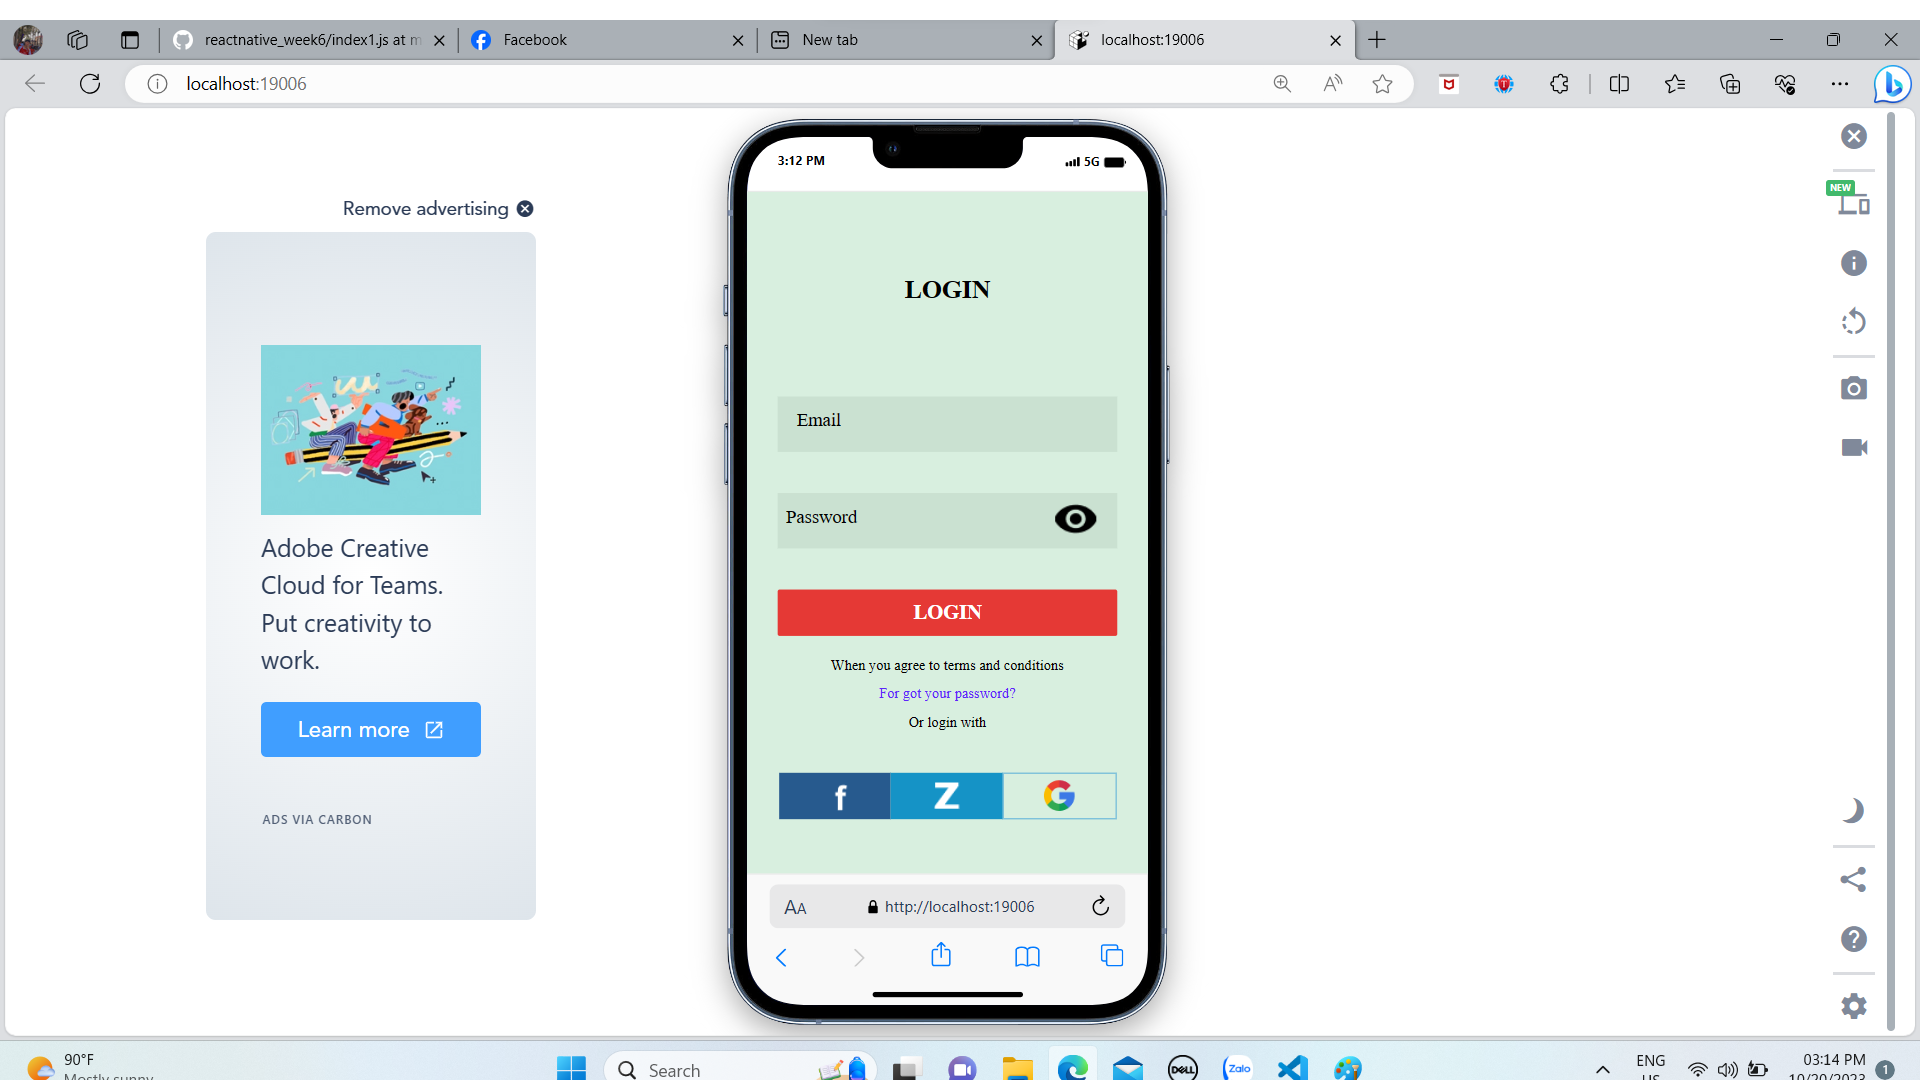 reactnative_week6/index1.js at m
Facebook
New tab
localhost:19006
localhost:19006
Remove advertising
Adobe Creative
Cloud for Teams.
Put creativity to
work.
Learn more
ADS VIA CARBON
3:12 PM
5G
LOGIN
Email
Password
LOGIN
When you agree to terms and conditions
For got your password?
Or login with
f
Z
G
AA
http://localhost:19006
NEW
90°F
Mostly sunny
Search
DELL
Zalo
ENG
US
03:14 PM
10/20/2023
1